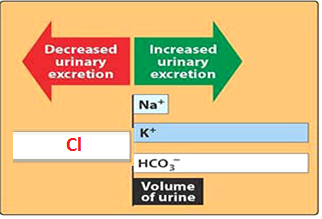 Decreased
urinary
excretion
Increased
urinary
excretion
Na⁺
K⁺
Cl
HCO₃⁻
Volume
of urine